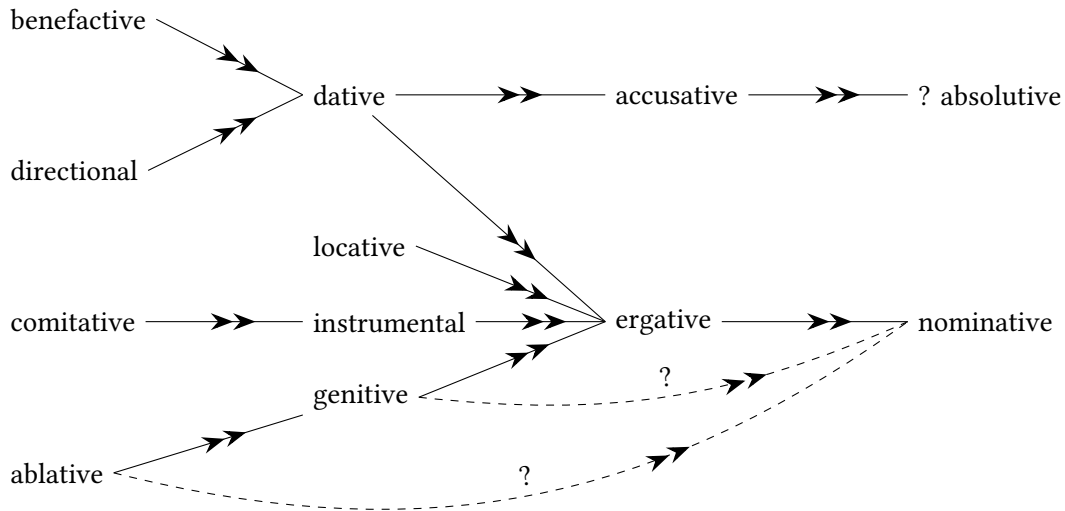 benefactive
dative accusative ? absolutive
directional
locative
comitative instrumental ergative nominative
?
genitive
ablative ?